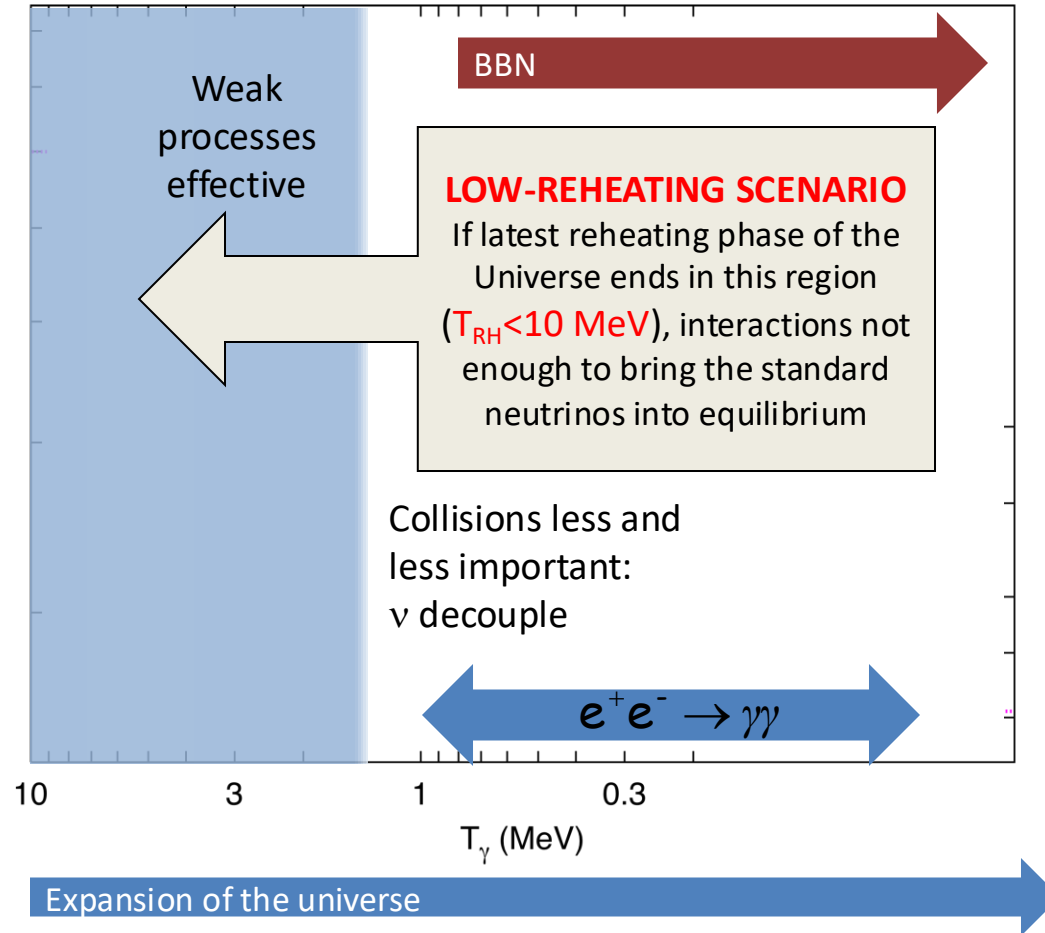 BBN
Weak
processes
effective
LOW-REHEATING SCENARIO
If latest reheating phase of the
Universe ends in this region
(T_RH<10 MeV), interactions not
enough to bring the standard
neutrinos into equilibrium
Collisions less and
less important:
ν decouple
e⁺e⁻ → γγ
10 3 1 0.3
T_γ (MeV)
Expansion of the universe